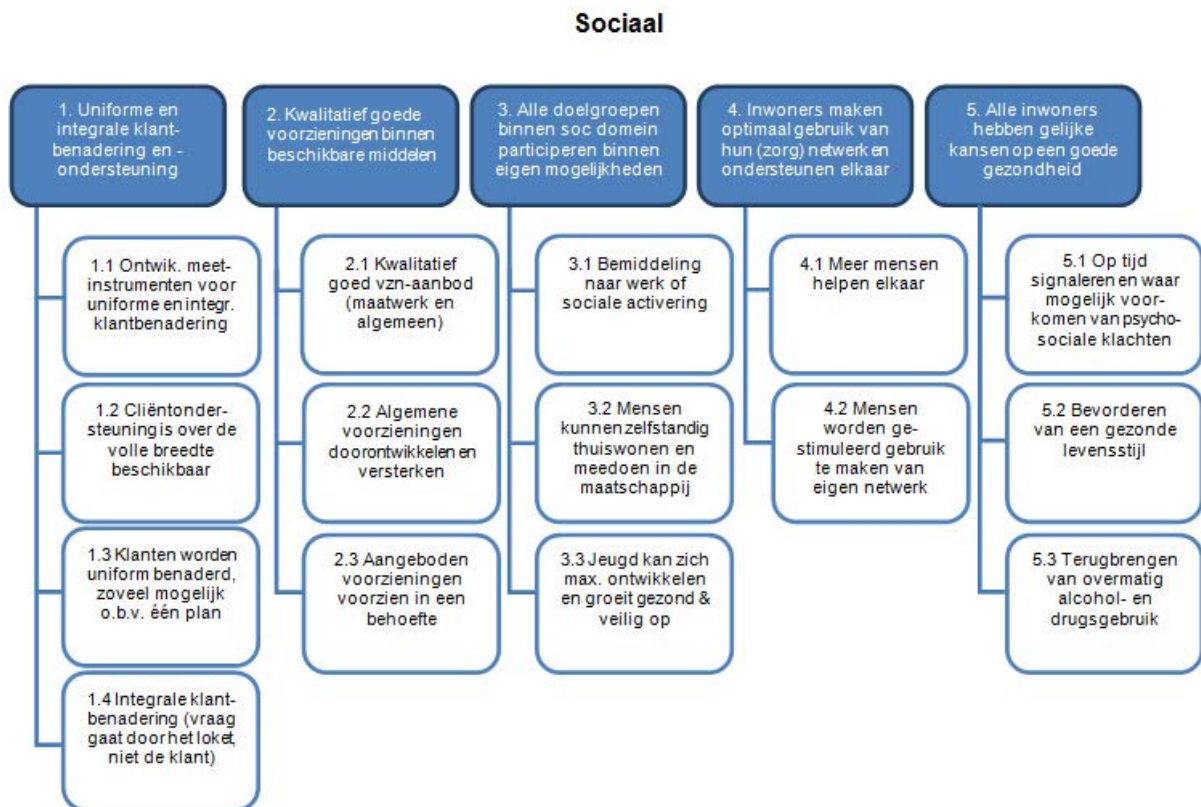 Sociaal
1. Uniforme en
integrale klant-
benadering en -
ondersteuning
2. Kwalitatief goede
voorzieningen binnen
beschikbare middelen
3. Alle doelgroepen
binnen soc domein
participeren binnen
eigen mogelijkheden
4. Inwoners maken
optimaal gebruik van
hun (zorg) netwerk en
ondersteunen elkaar
5. Alle inwoners
hebben gelijke
kansen op een goede
gezondheid
1.1 Ontwik. meet-
instrumenten voor
uniforme en integr.
klantbenadering
1.2 Cliëntonder-
steuning is over de
volle breedte
beschikbaar
1.3 Klanten worden
uniform benaderd,
zoveel mogelijk
o.b.v. één plan
1.4 Integrale klant-
benadering (vraag
gaat door het loket,
niet de klant)
2.1 Kwalitatief
goed vzn-aanbod
(maatwerk en
algemeen)
2.2 Algemene
voorzieningen
doorontwikkelen en
versterken
2.3 Aangeboden
voorzieningen
voorzien in een
behoefte
3.1 Bemiddeling
naar werk of
sociale activering
3.2 Mensen
kunnen zelfstandig
thuiswonen en
meedoen in de
maatschappij
3.3 Jeugd kan zich
max. ontwikkelen
en groeit gezond &
veilig op
4.1 Meer mensen
helpen elkaar
4.2 Mensen
worden ge-
stimuleerd gebruik
te maken van
eigen netwerk
5.1 Op tijd
signaleren en waar
mogelijk voor-
komen van psycho-
sociale klachten
5.2 Bevorderen
van een gezonde
levensstijl
5.3 Terugbrengen
van overmatig
alcohol- en
drugsgebruik